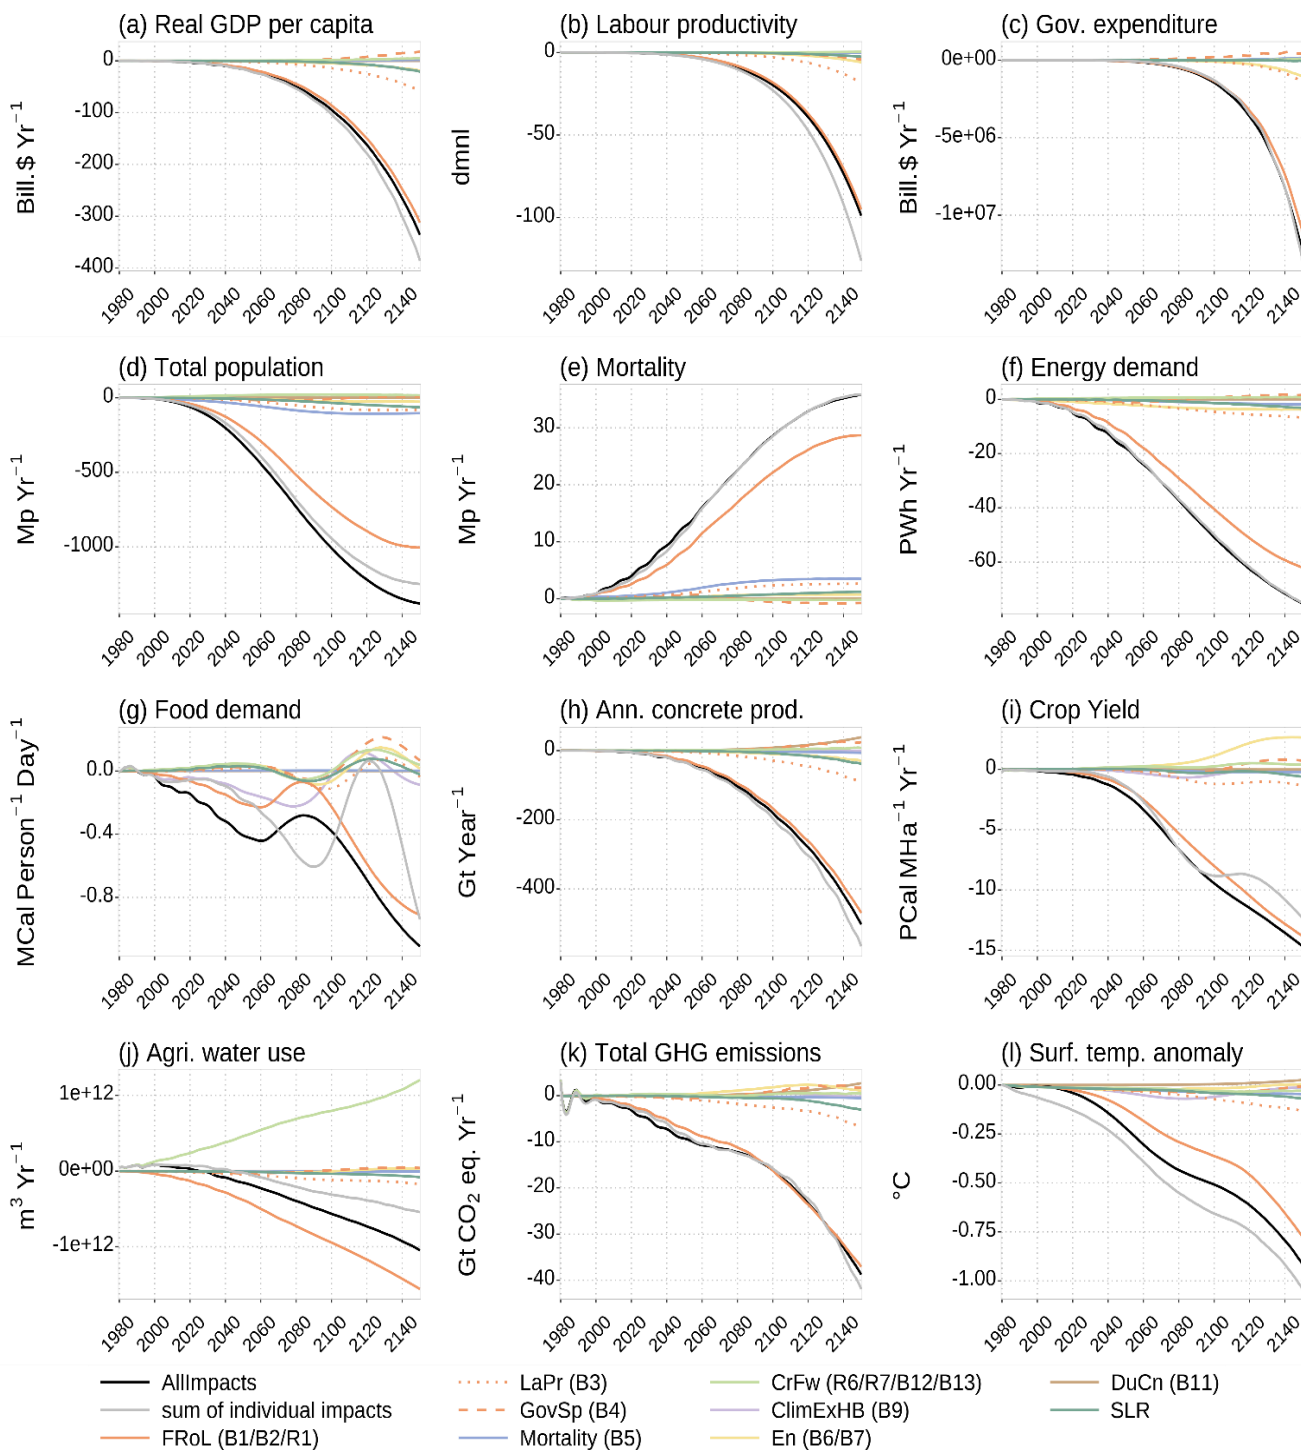 (a) Real GDP per capita
Bill.$ Yr⁻¹
0
-100
-200
-300
-400
1980 2000 2020 2040 2060 2080 2100 2120 2140
(b) Labour productivity
dmnl
0
-50
-100
1980 2000 2020 2040 2060 2080 2100 2120 2140
(c) Gov. expenditure
Bill.$ Yr⁻¹
0e+00
-5e+06
-1e+07
1980 2000 2020 2040 2060 2080 2100 2120 2140
(d) Total population
Mp Yr⁻¹
0
-500
-1000
1980 2000 2020 2040 2060 2080 2100 2120 2140
(e) Mortality
Mp Yr⁻¹
30
20
10
0
1980 2000 2020 2040 2060 2080 2100 2120 2140
(f) Energy demand
PWh Yr⁻¹
0
-20
-40
-60
1980 2000 2020 2040 2060 2080 2100 2120 2140
(g) Food demand
MCal Person⁻¹ Day⁻¹
0.0
-0.4
-0.8
1980 2000 2020 2040 2060 2080 2100 2120 2140
(h) Ann. concrete prod.
Gt Year⁻¹
0
-200
-400
1980 2000 2020 2040 2060 2080 2100 2120 2140
(i) Crop Yield
PCal MHa⁻¹ Yr⁻¹
0
-5
-10
-15
1980 2000 2020 2040 2060 2080 2100 2120 2140
(j) Agri. water use
m³ Yr⁻¹
1e+12
0e+00
-1e+12
1980 2000 2020 2040 2060 2080 2100 2120 2140
(k) Total GHG emissions
Gt CO₂ eq. Yr⁻¹
0
-10
-20
-30
-40
1980 2000 2020 2040 2060 2080 2100 2120 2140
(l) Surf. temp. anomaly
°C
0.00
-0.25
-0.50
-0.75
-1.00
1980 2000 2020 2040 2060 2080 2100 2120 2140
AllImpacts
sum of individual impacts
FRoL (B1/B2/R1)
LaPr (B3)
GovSp (B4)
Mortality (B5)
CrFw (R6/R7/B12/B13)
ClimExHB (B9)
En (B6/B7)
DuCn (B11)
SLR